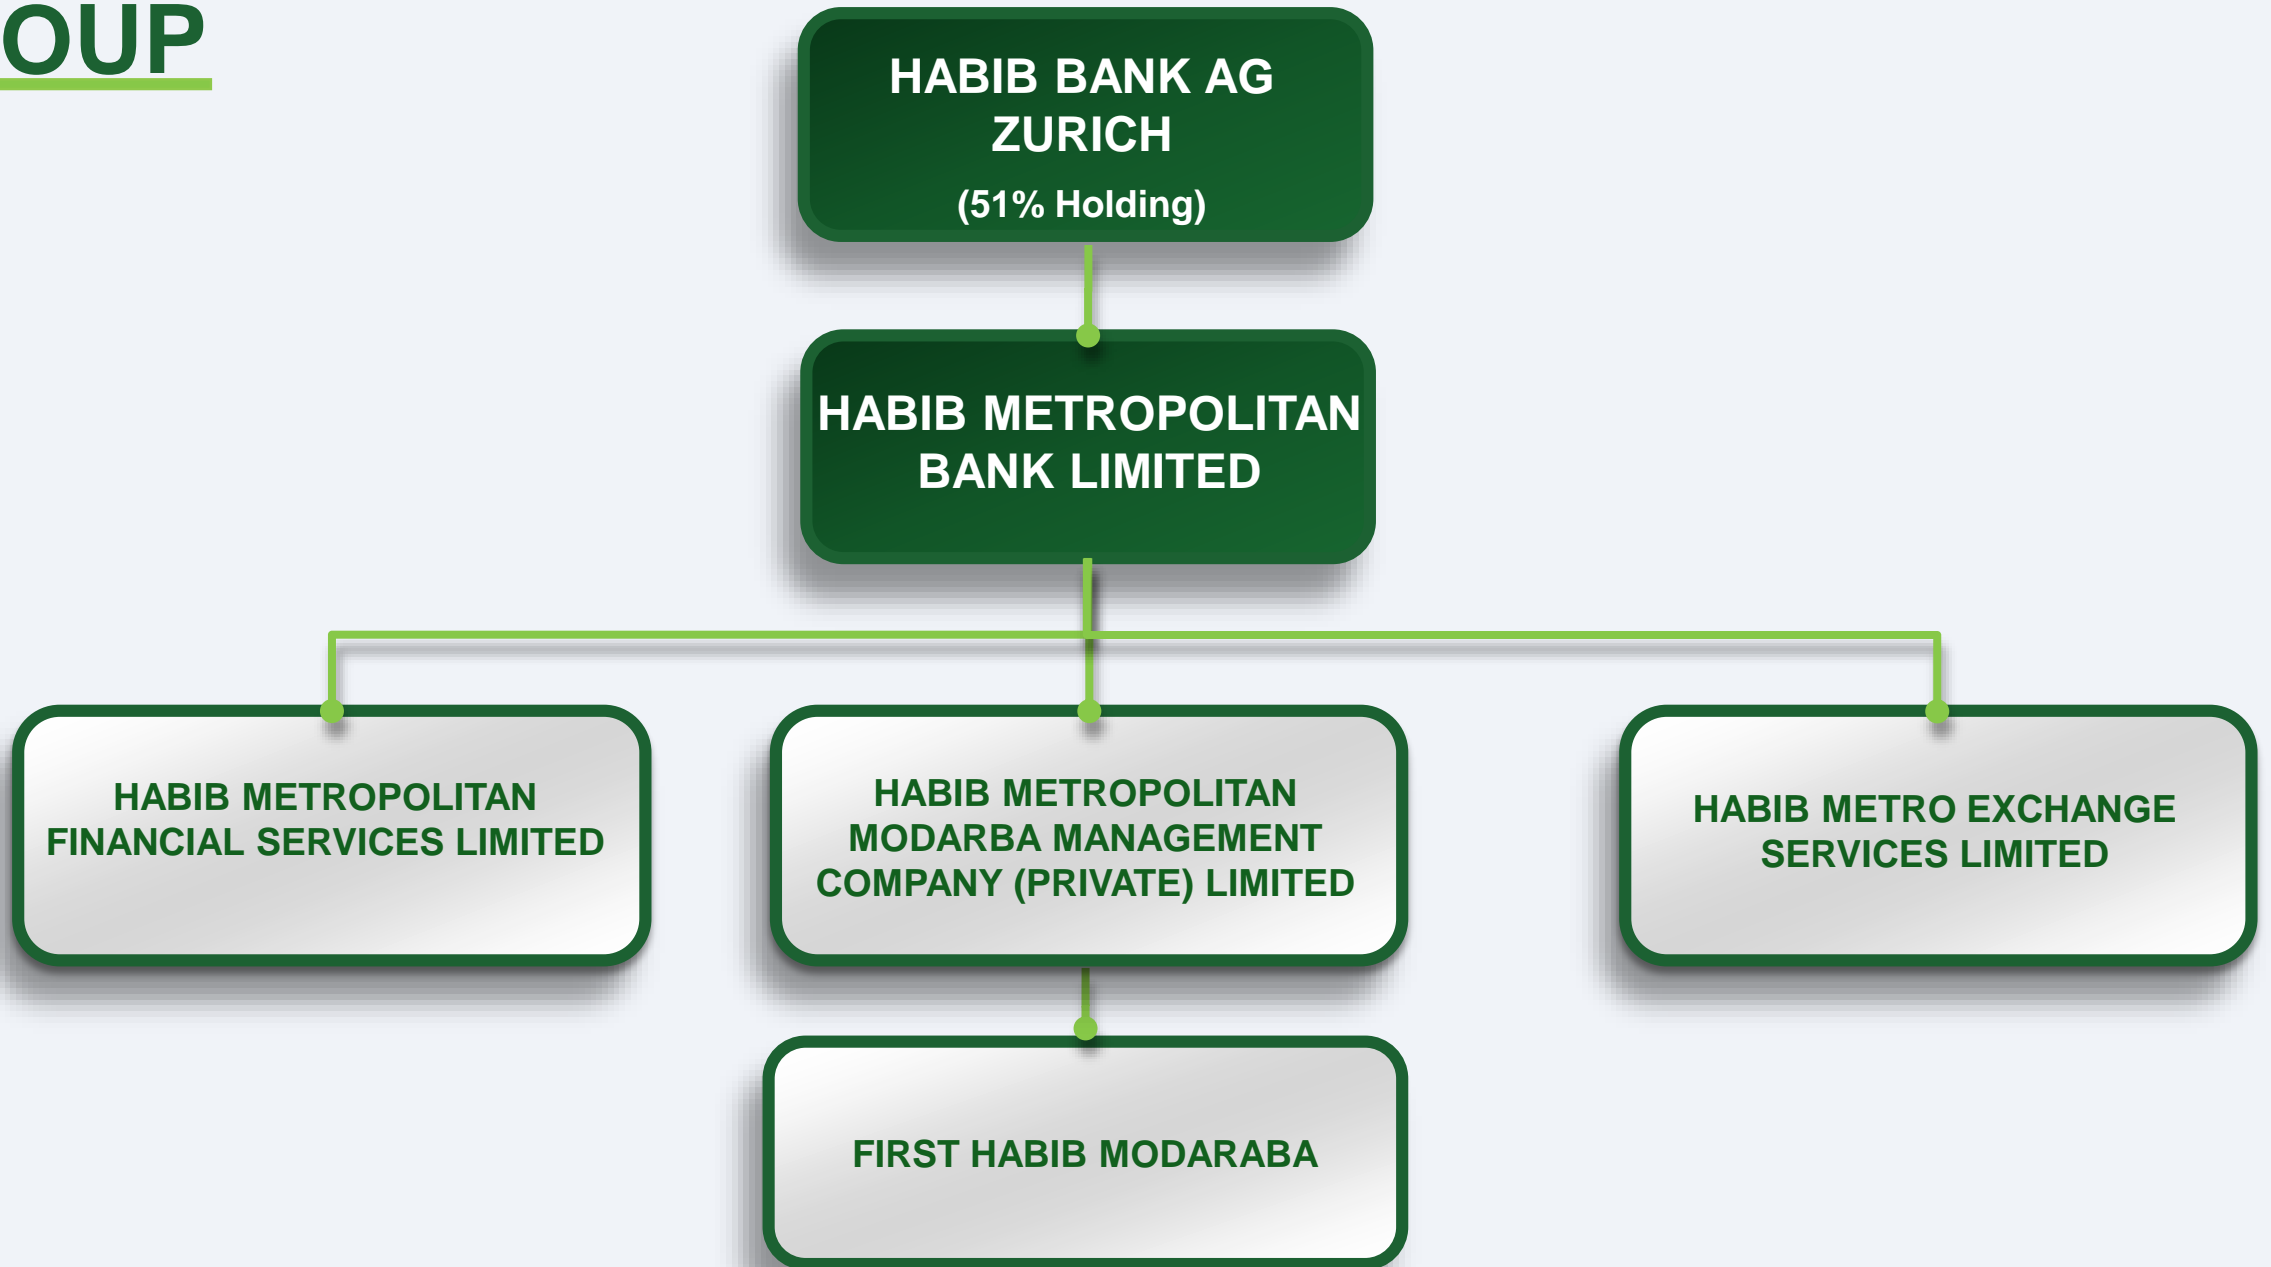 OUP
HABIB BANK AG
ZURICH
(51% Holding)
HABIB METROPOLITAN
BANK LIMITED
HABIB METROPOLITAN
FINANCIAL SERVICES LIMITED
HABIB METROPOLITAN
MODARBA MANAGEMENT
COMPANY (PRIVATE) LIMITED
HABIB METRO EXCHANGE
SERVICES LIMITED
FIRST HABIB MODARABA